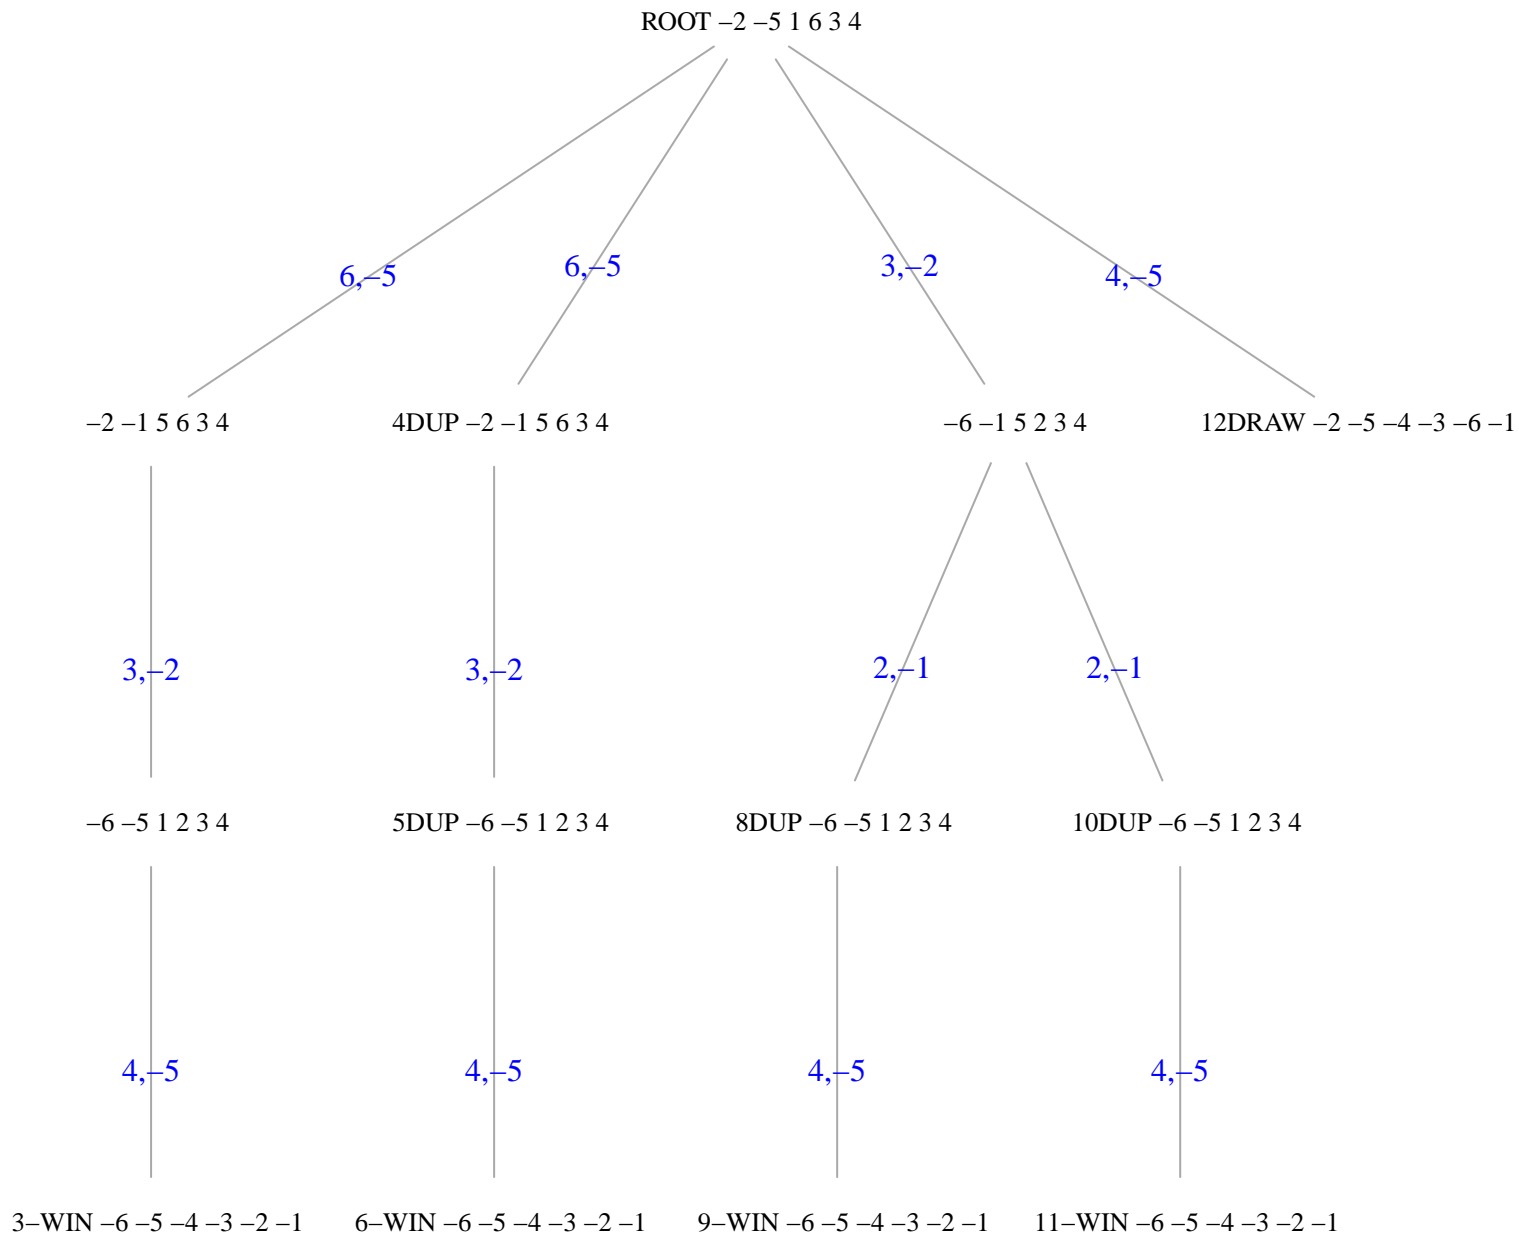 ROOT –2 –5 1 6 3 4
6,–5
6,–5
3,–2
4,–5
–2 –1 5 6 3 4
4DUP –2 –1 5 6 3 4
–6 –1 5 2 3 4
12DRAW –2 –5 –4 –3 –6 –1
3,–2
3,–2
2,–1
2,–1
–6 –5 1 2 3 4
5DUP –6 –5 1 2 3 4
8DUP –6 –5 1 2 3 4
10DUP –6 –5 1 2 3 4
4,–5
4,–5
4,–5
4,–5
3–WIN –6 –5 –4 –3 –2 –1
6–WIN –6 –5 –4 –3 –2 –1
9–WIN –6 –5 –4 –3 –2 –1
11–WIN –6 –5 –4 –3 –2 –1